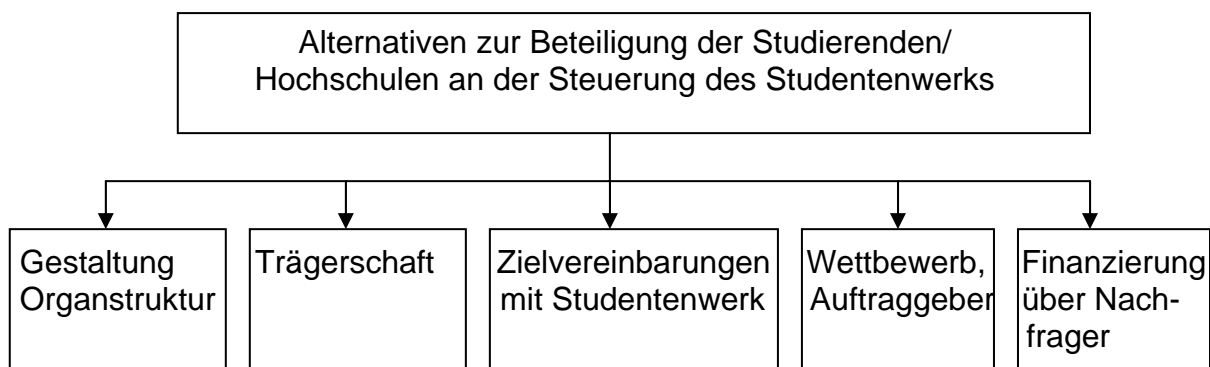 Alternativen zur Beteiligung der Studierenden/
Hochschulen an der Steuerung des Studentenwerks
Gestaltung
Organstruktur
Trägerschaft
Zielvereinbarungen
mit Studentenwerk
Wettbewerb,
Auftraggeber
Finanzierung
über Nach-
frager